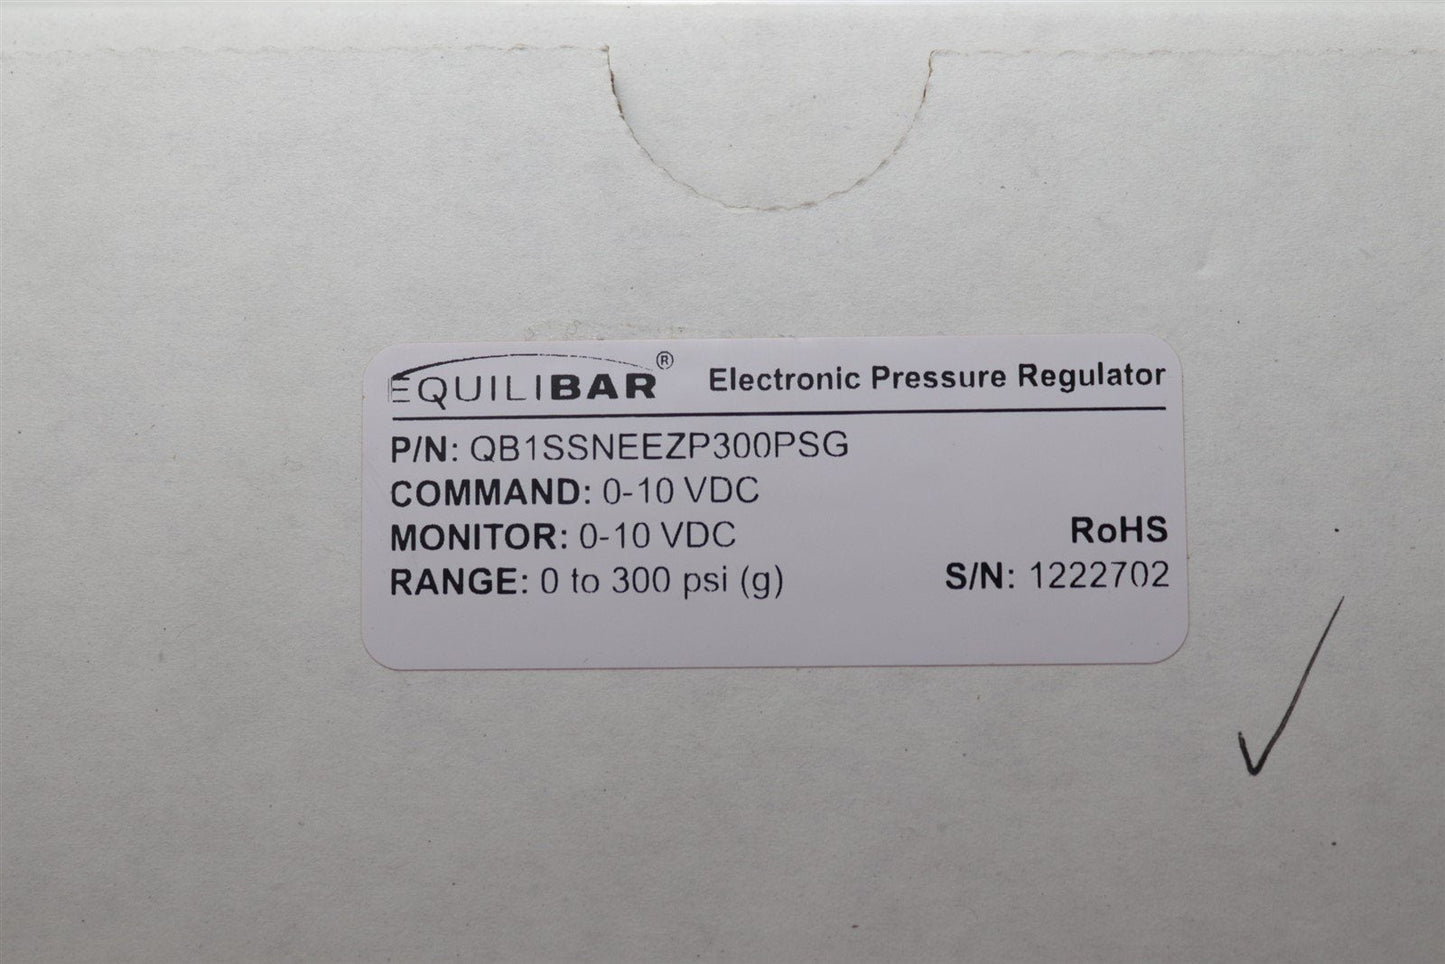 EQUILIBAR® Electronic Pressure Regulator
P/N: QB1SSNEEZP300PSG
COMMAND: 0-10 VDC
MONITOR: 0-10 VDC
RoHS
RANGE: 0 to 300 psi (g)
S/N: 1222702